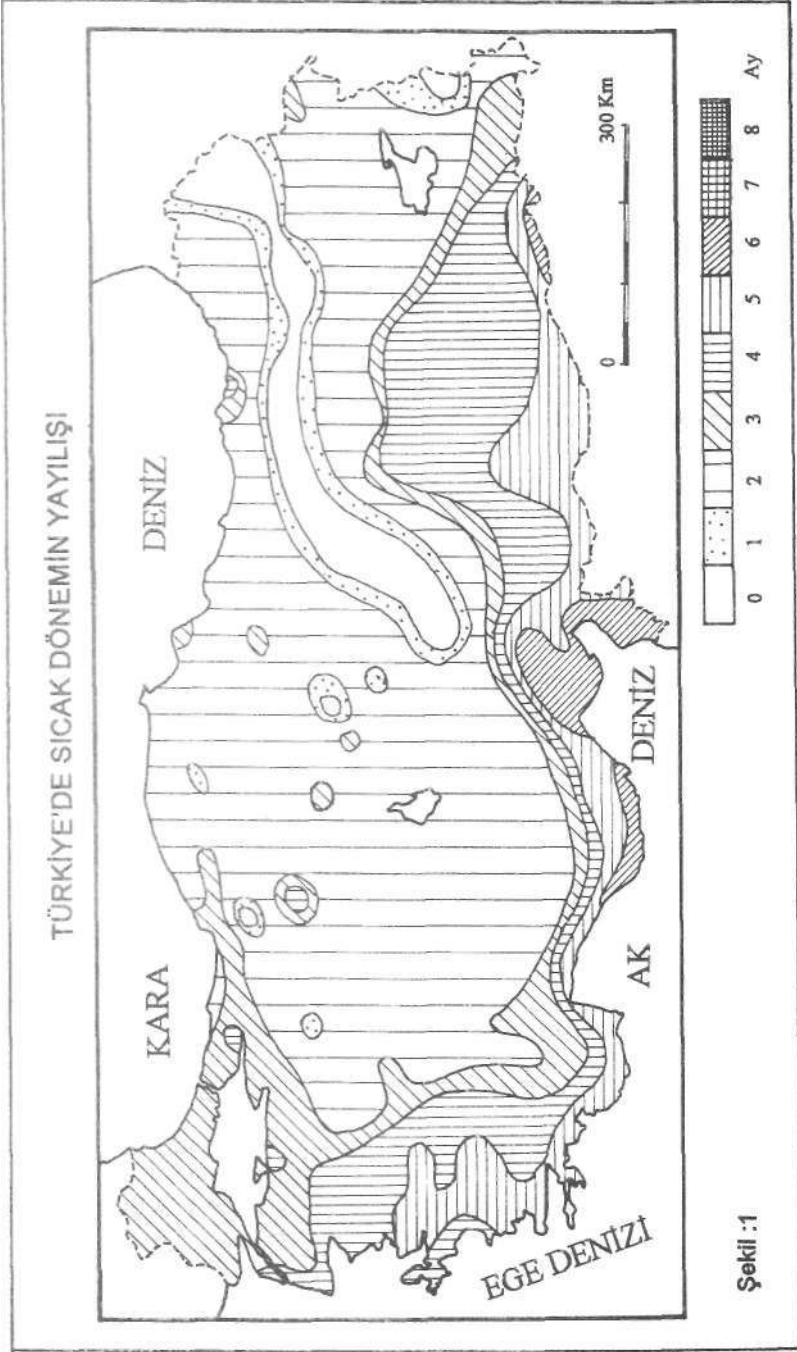 TÜRKİYE'DE SICAK DÖNEMİN YAYILIŞI
KARA
DENİZ
EGE DENİZİ
AK
DENİZ
0
300 Km
0 1 2 3 4 5 6 7 8 Ay
Şekil :1